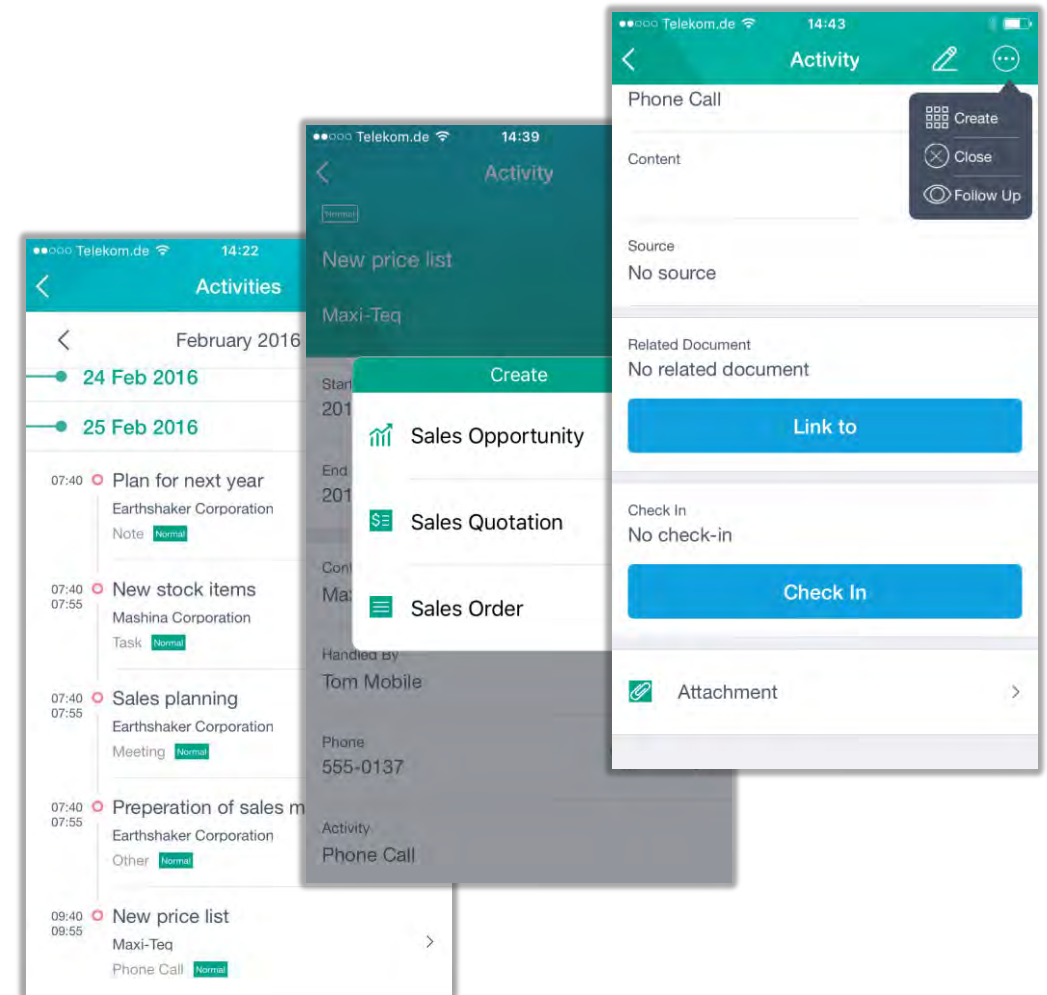 Telekom.de 14:22
Activities
February 2016
24 Feb 2016
25 Feb 2016
07:40 Plan for next year
Earthshaker Corporation
Note Normal
07:40 New stock items
07:55
Mashina Corporation
Task Normal
07:40 Sales planning
07:55
Earthshaker Corporation
Meeting Normal
07:40 Preperation of sales m
07:55
Earthshaker Corporation
Other Normal
09:40 New price list
09:55
Maxi-Teq
Phone Call Normal
Telekom.de 14:39
Activity
Normal
New price list
Maxi-Teq
Start
201
End
201
Create
Sales Opportunity
Sales Quotation
Sales Order
Handled By
Tom Mobile
Phone
555-0137
Activity
Phone Call
Telekom.de 14:43
Activity
Phone Call
Create
Close
Follow Up
Content
Source
No source
Related Document
No related document
Link to
Check In
No check-in
Check In
Attachment